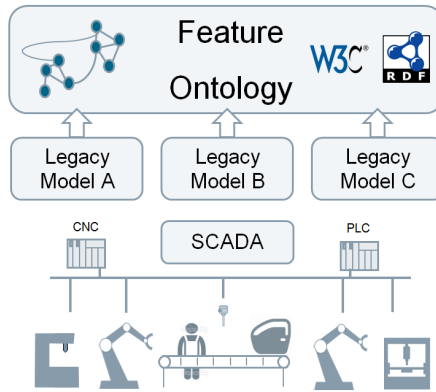 Feature
Ontology
W3C®
RDF
Legacy
Model A
Legacy
Model B
Legacy
Model C
CNC
SCADA
PLC